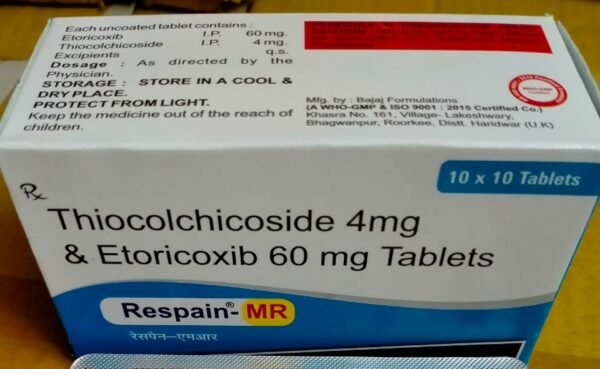 Each uncoated tablet contains :
Etoricoxib I.P. 60 mg.
Thiocolchicoside I.P. 4 mg.
Excipients q.s.
Dosage : As directed by the
Physician.
STORAGE : STORE IN A COOL &
DRY PLACE.
PROTECT FROM LIGHT.
Keep the medicine out of the reach of
children.
Mfg. by : Bajaj Formulations
(A WHO-GMP & ISO 9001 : 2015 Certified Co.)
Khasra No. 161, Village- Lakeshwary,
Bhagwanpur, Roorkee, Distt. Haridwar (U.K)
WHO-GMP
Certified
10 x 10 Tablets
Rx
Thiocolchicoside 4mg
& Etoricoxib 60 mg Tablets
Respain®-MR
रेसपेन-एमआर